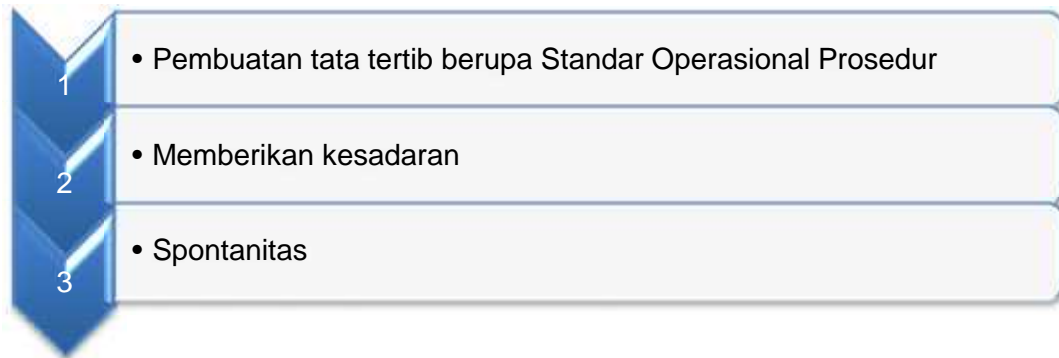 1
• Pembuatan tata tertib berupa Standar Operasional Prosedur
2
• Memberikan kesadaran
3
• Spontanitas